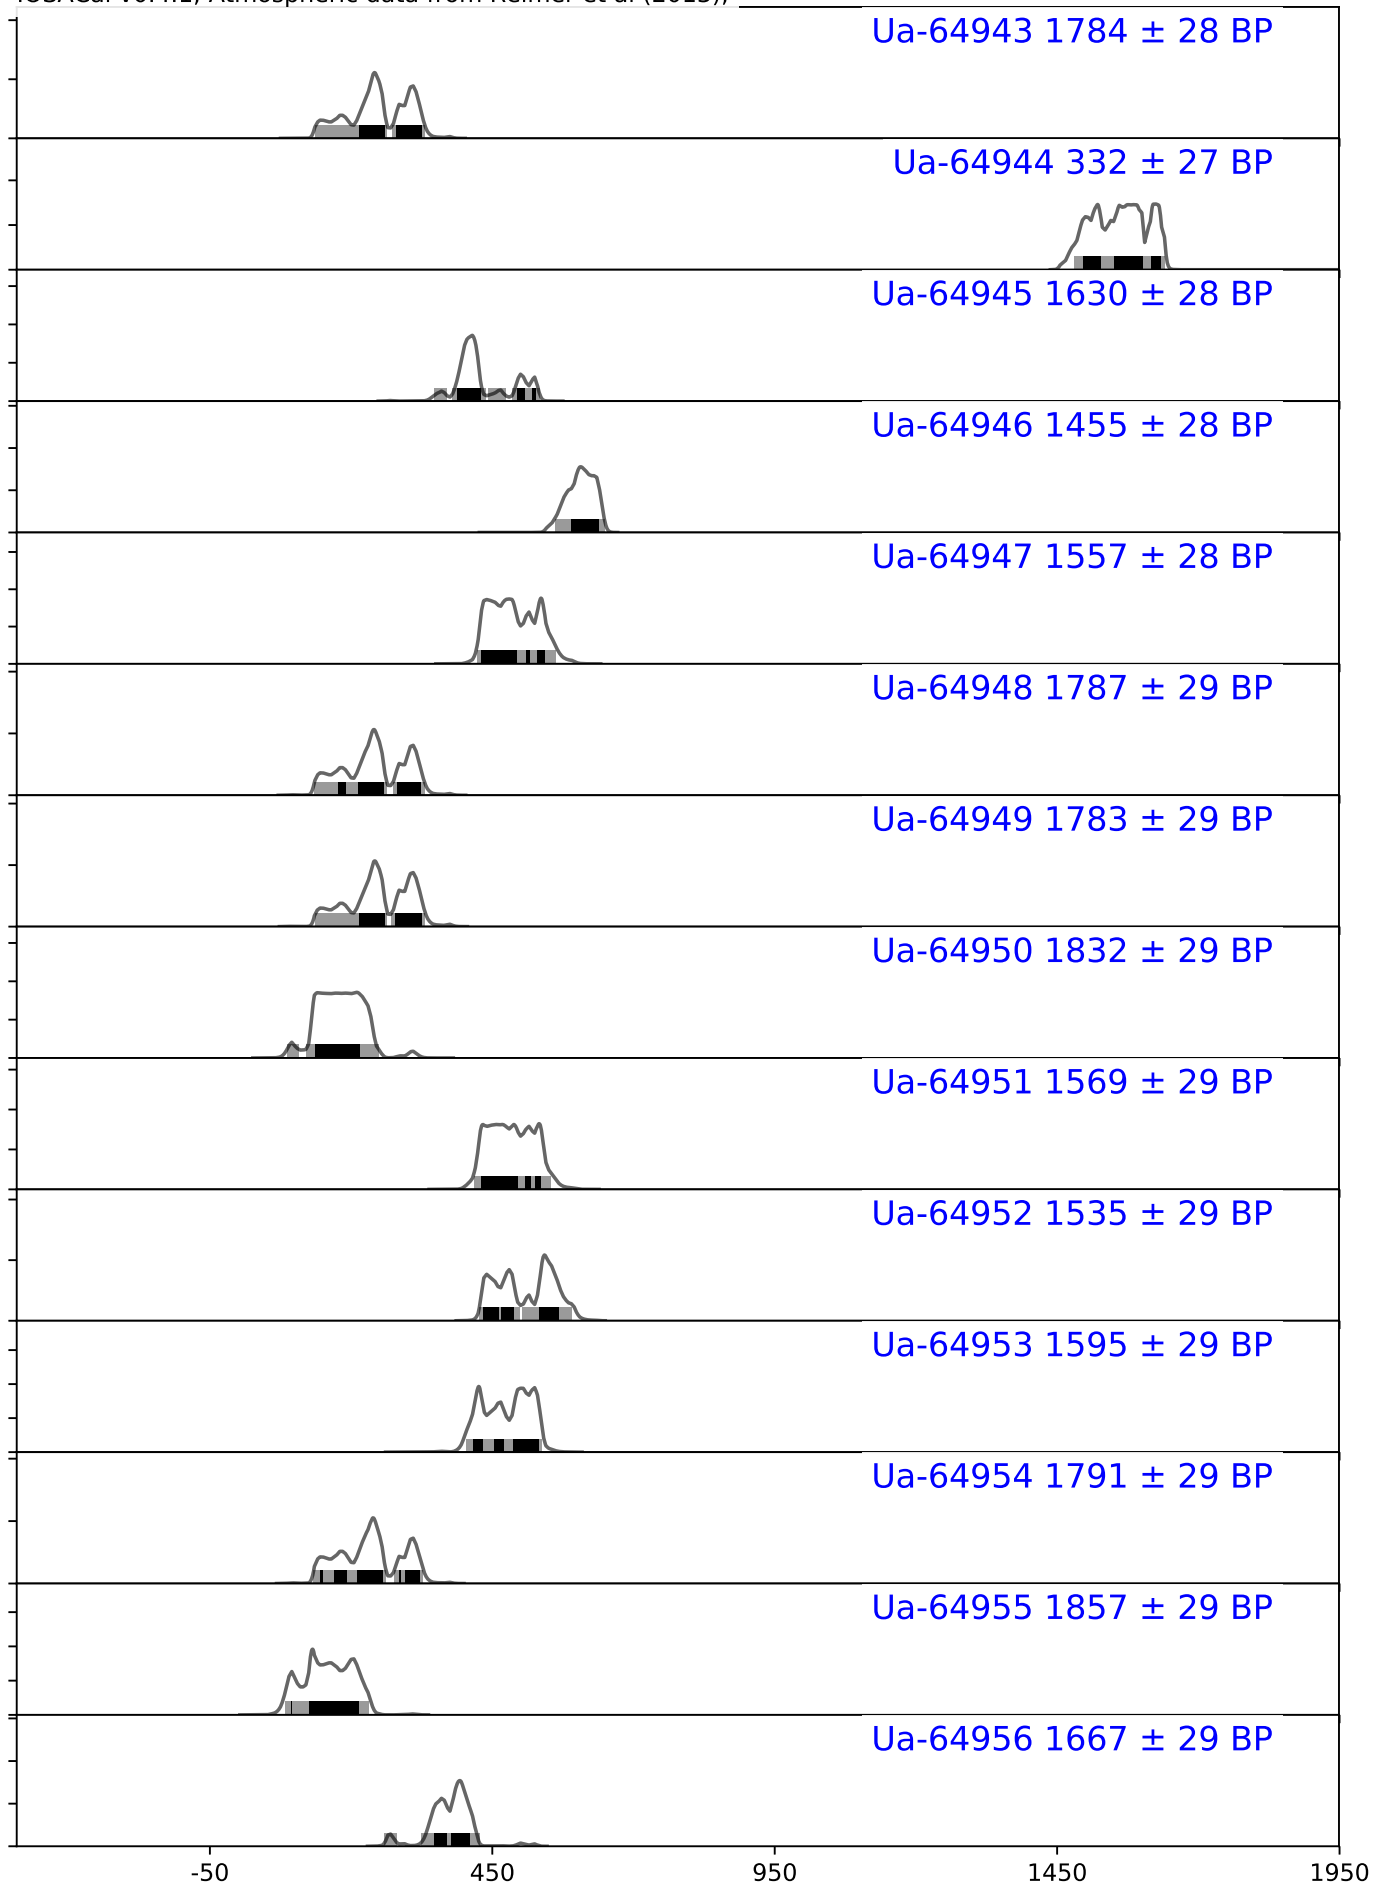 Ua-64943 1784 ± 28 BP
Ua-64944 332 ± 27 BP
Ua-64945 1630 ± 28 BP
Ua-64946 1455 ± 28 BP
Ua-64947 1557 ± 28 BP
Ua-64948 1787 ± 29 BP
Ua-64949 1783 ± 29 BP
Ua-64950 1832 ± 29 BP
Ua-64951 1569 ± 29 BP
Ua-64952 1535 ± 29 BP
Ua-64953 1595 ± 29 BP
Ua-64954 1791 ± 29 BP
Ua-64955 1857 ± 29 BP
Ua-64956 1667 ± 29 BP
-50 450 950 1450 1950